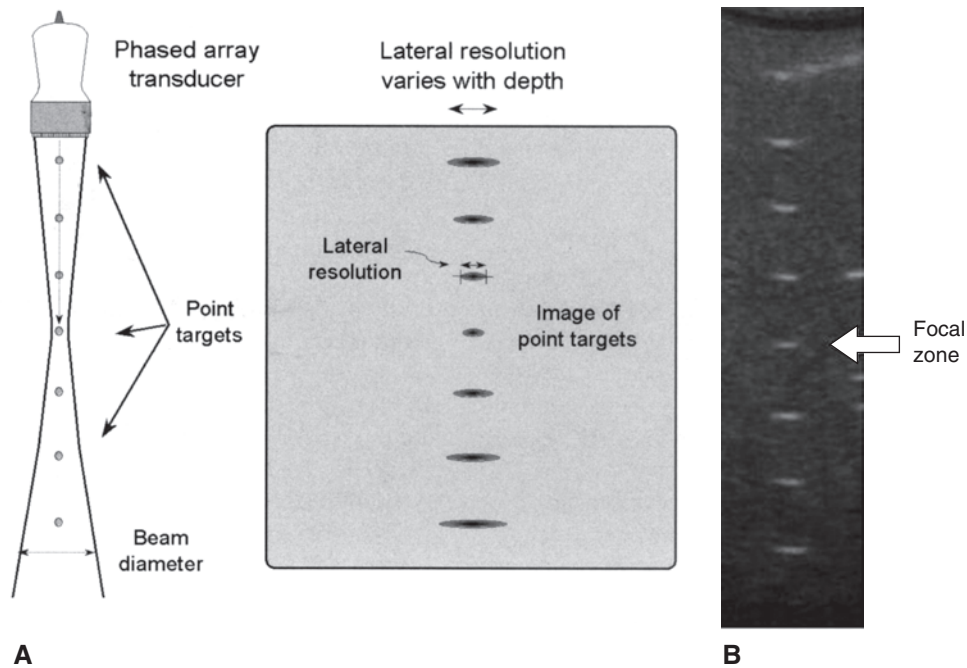 Phased array
transducer
Lateral resolution
varies with depth
Lateral
resolution
Point
targets
Image of
point targets
Beam
diameter
Focal
zone
A
B